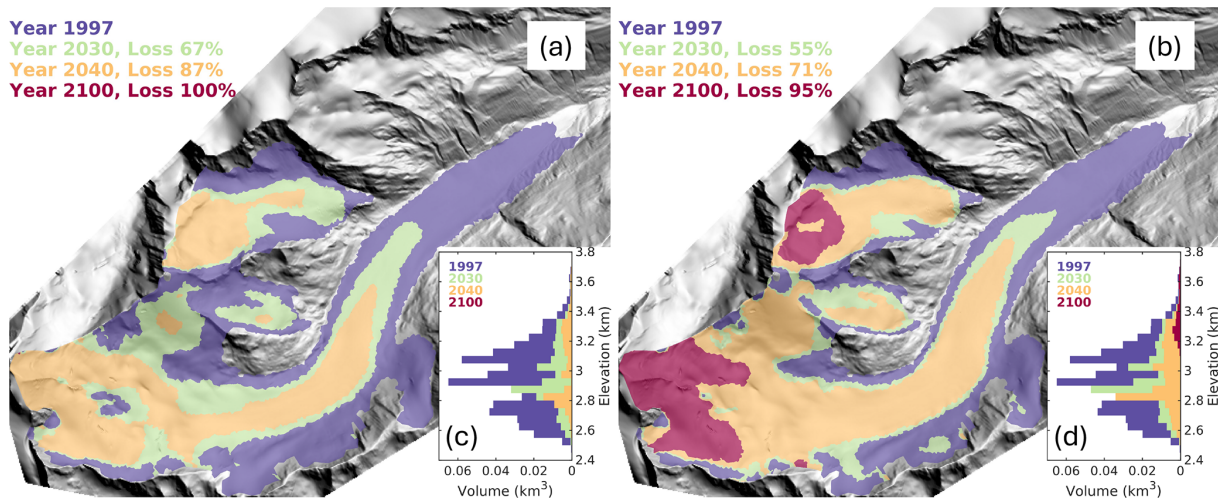 Year 1997
Year 2030, Loss 67%
Year 2040, Loss 87%
Year 2100, Loss 100%
(a)
1997
2030
2040
2100
(c)
3.8
3.6
3.4
3.2
3
2.8
2.6
2.4
Elevation (km)
0.06 0.04 0.02 0
Volume (km³)
Year 1997
Year 2030, Loss 55%
Year 2040, Loss 71%
Year 2100, Loss 95%
(b)
1997
2030
2040
2100
(d)
3.8
3.6
3.4
3.2
3
2.8
2.6
2.4
Elevation (km)
0.06 0.04 0.02 0
Volume (km³)